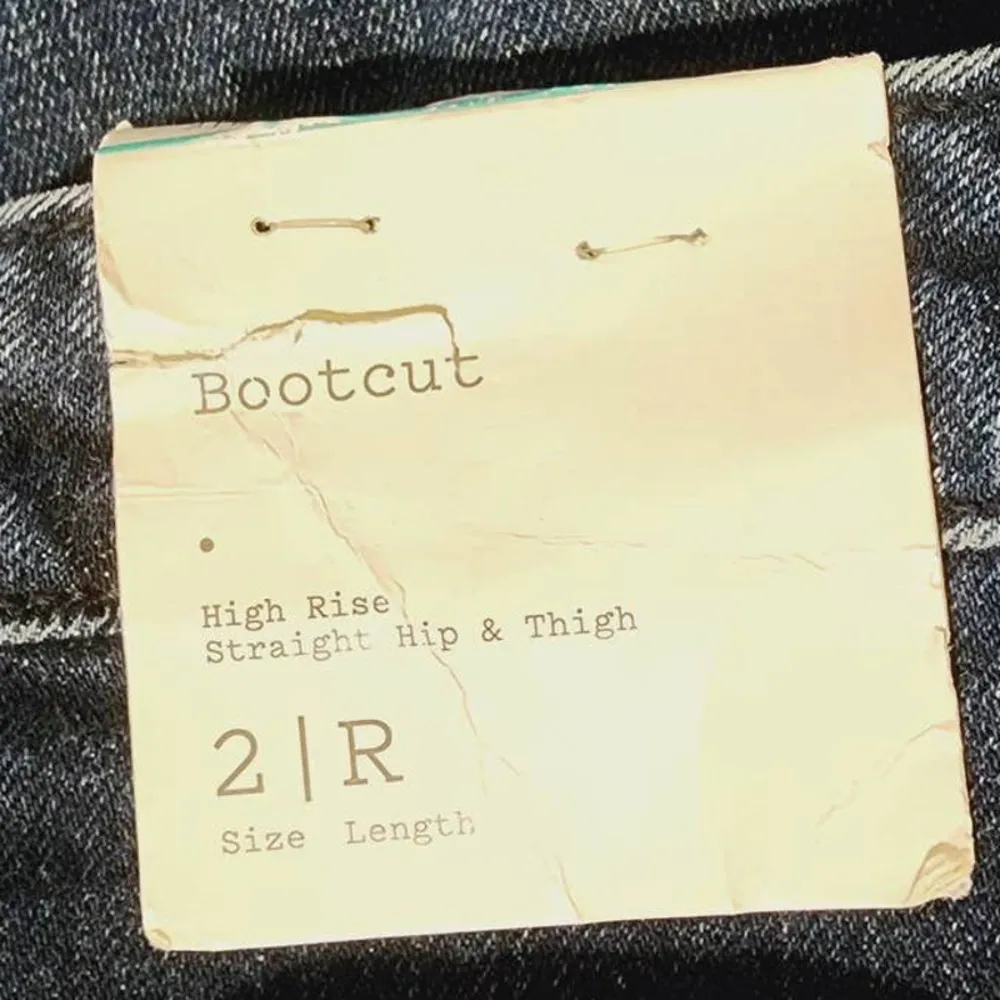 Bootcut
•
High Rise
Straight Hip & Thigh
2|R
Size Length